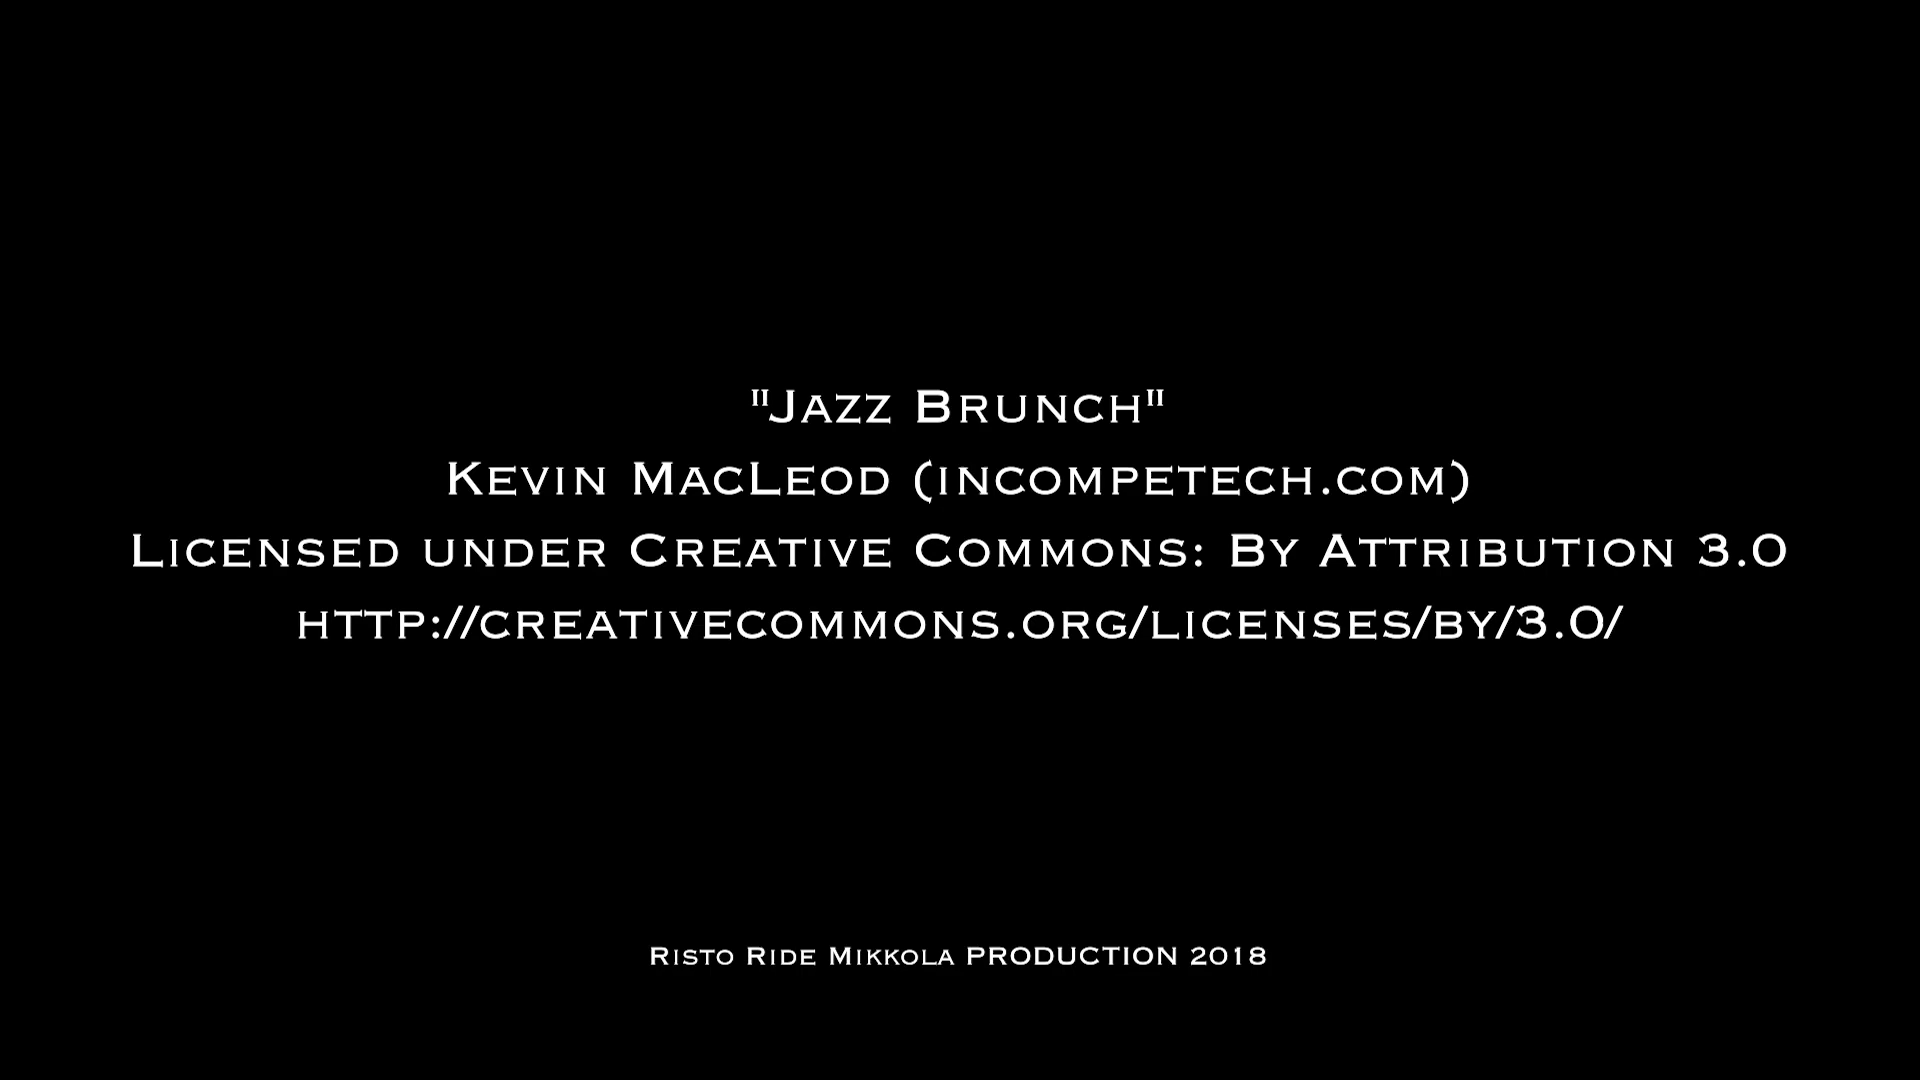 "Jazz Brunch"
Kevin MacLeod (incompetech.com)
Licensed under Creative Commons: By Attribution 3.0
http://creativecommons.org/licenses/by/3.0/
Risto Ride Mikkola PRODUCTION 2018